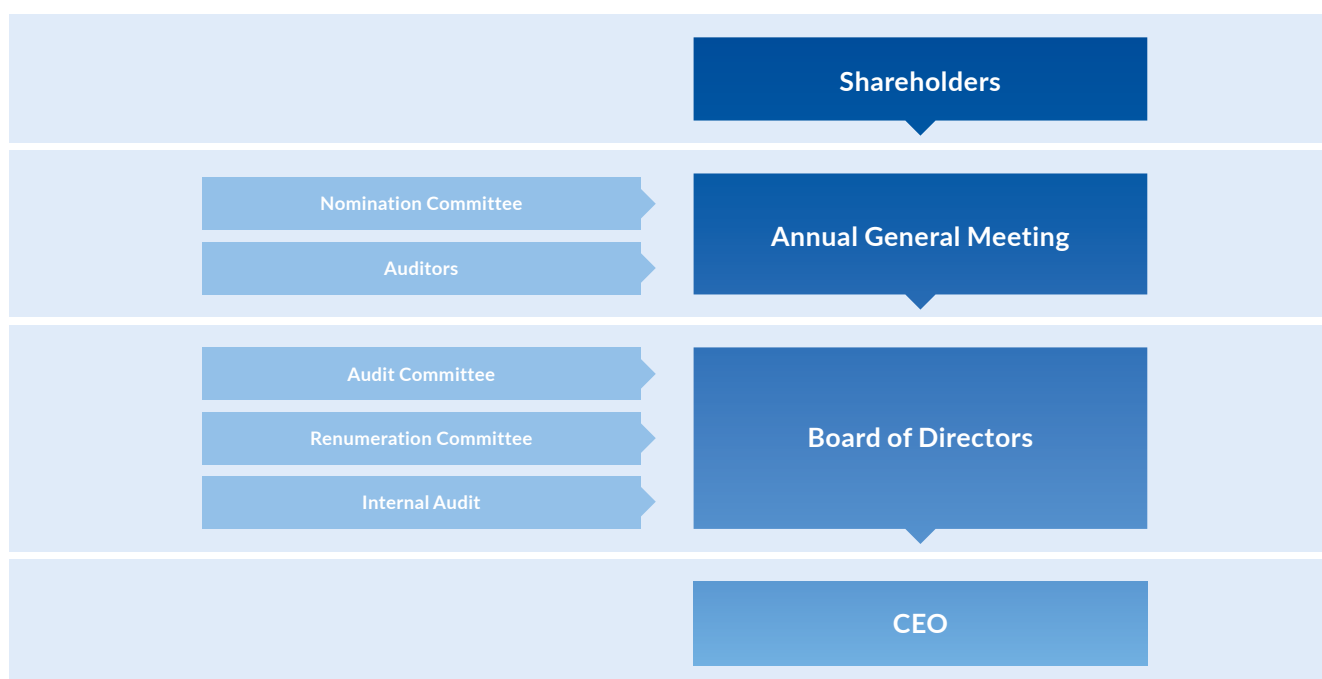 Shareholders
Nomination Committee
Auditors
Annual General Meeting
Audit Committee
Renumeration Committee
Internal Audit
Board of Directors
CEO